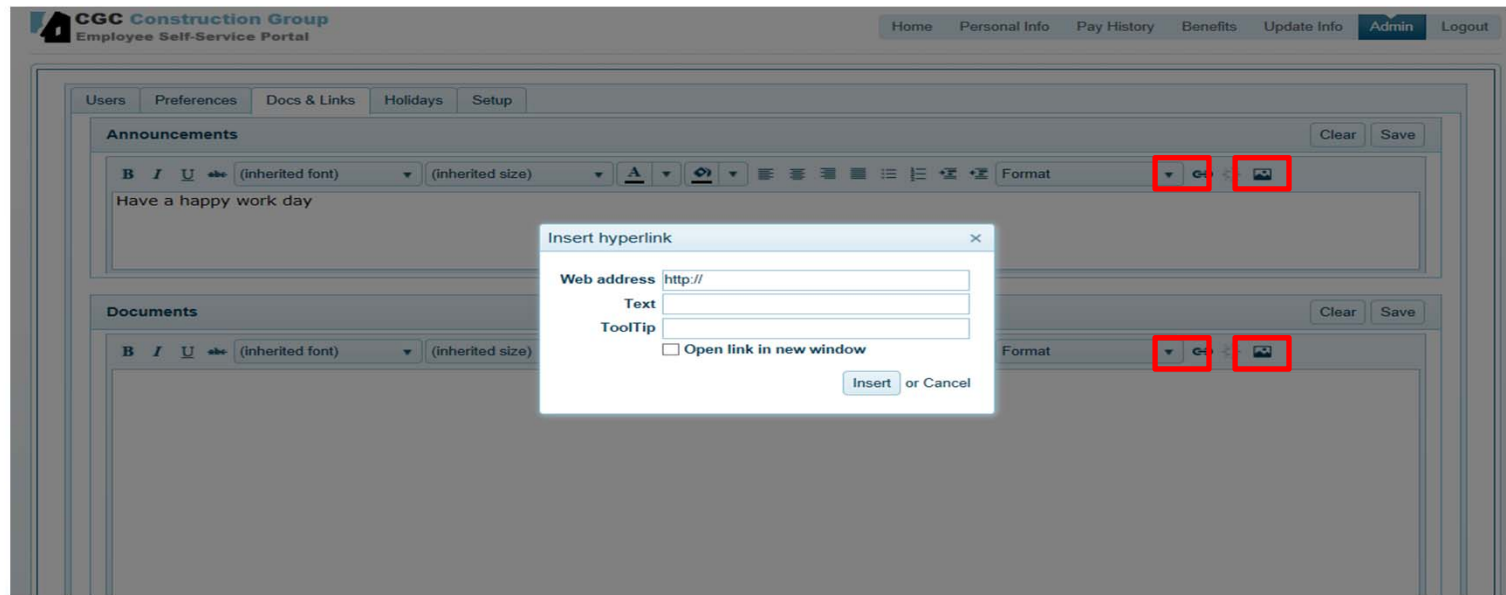 CGC Construction Group
Employee Self-Service Portal
Home Personal Info Pay History Benefits Update Info Admin Logout
Users Preferences Docs & Links Holidays Setup
Announcements Clear Save
B I U abc (inherited font) (inherited size) A Format
Have a happy work day
Insert hyperlink
Web address http://
Text
ToolTip
Open link in new window
Insert or Cancel
Documents Clear Save
B I U abc (inherited font) (inherited size) Format